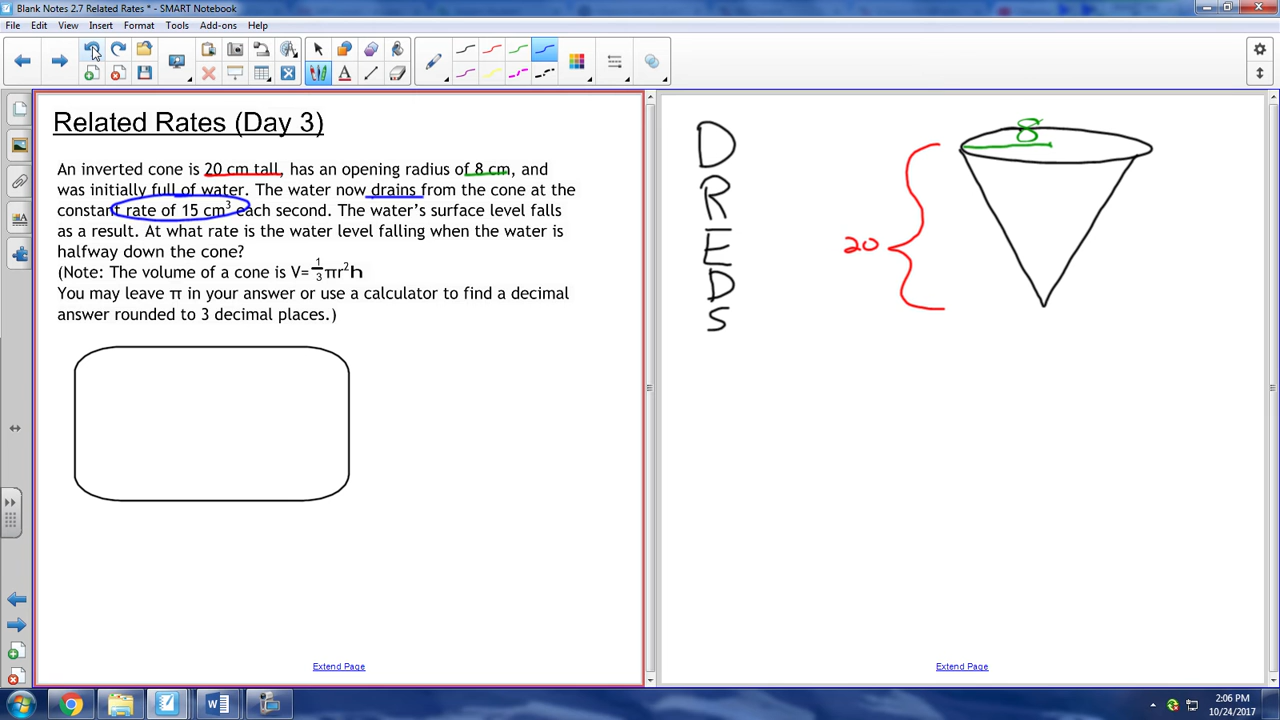 Blank Notes 2.7 Related Rates * - SMART Notebook
File Edit View Insert Format Tools Add-ons Help
Related Rates (Day 3)
An inverted cone is 20 cm tall, has an opening radius of 8 cm, and
was initially full of water. The water now drains from the cone at the
constant rate of 15 cm³ each second. The water's surface level falls
as a result. At what rate is the water level falling when the water is
halfway down the cone?
(Note: The volume of a cone is V=1/3πr²h
You may leave π in your answer or use a calculator to find a decimal
answer rounded to 3 decimal places.)
Extend Page
D
R
E
D
S
8
20
Extend Page
2:06 PM
10/24/2017